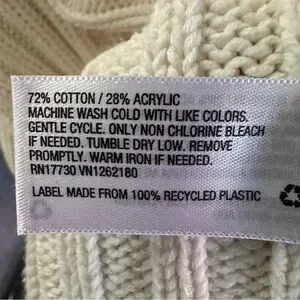 72% COTTON / 28% ACRYLIC
MACHINE WASH COLD WITH LIKE COLORS.
GENTLE CYCLE. ONLY NON CHLORINE BLEACH
IF NEEDED. TUMBLE DRY LOW. REMOVE
PROMPTLY. WARM IRON IF NEEDED.
RN17730 VN1262180
LABEL MADE FROM 100% RECYCLED PLASTIC